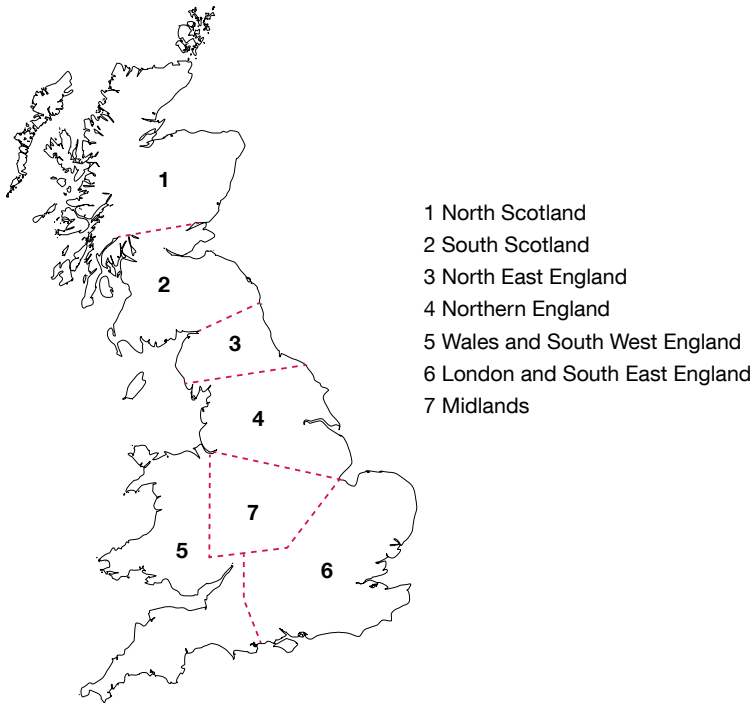 1
2
3
4
7
5
6
1 North Scotland
2 South Scotland
3 North East England
4 Northern England
5 Wales and South West England
6 London and South East England
7 Midlands